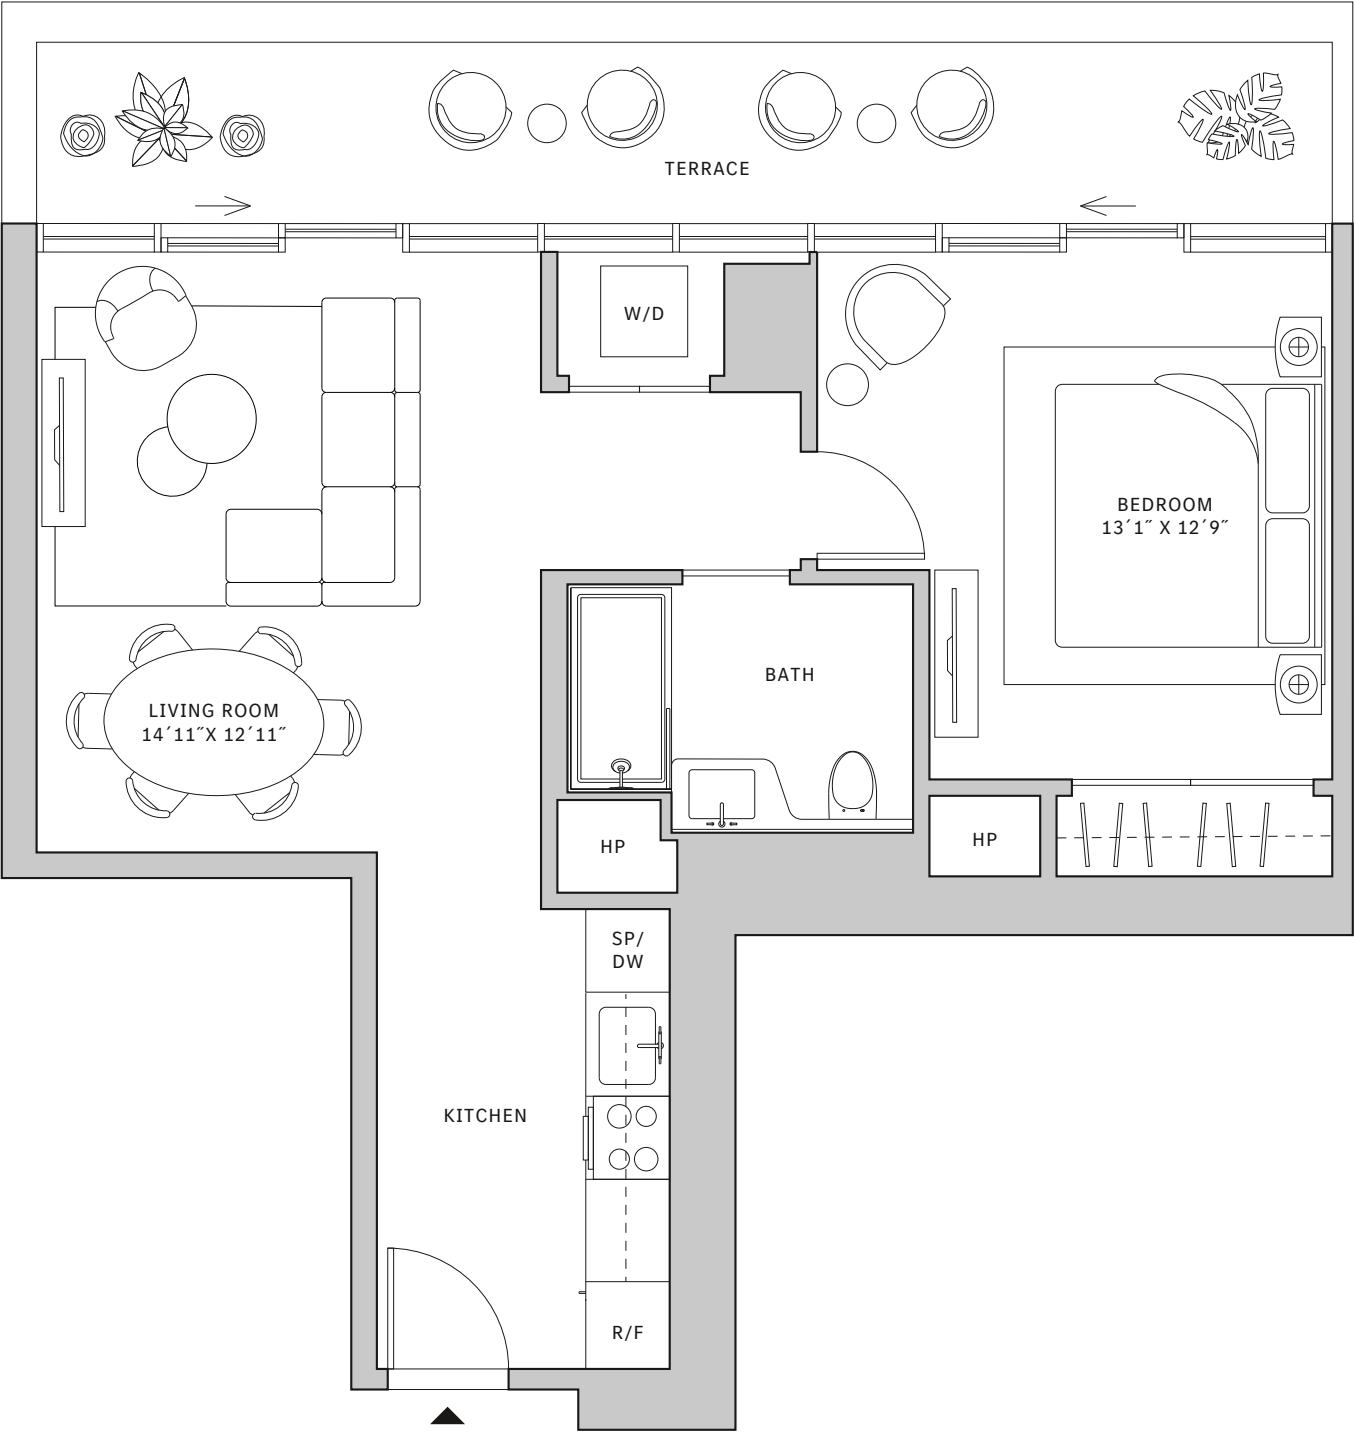 TERRACE
W/D
BEDROOM
13´1˝ X 12´9˝
BATH
LIVING ROOM
14´11˝X 12´11˝
HP
HP
SP/
DW
KITCHEN
R/F